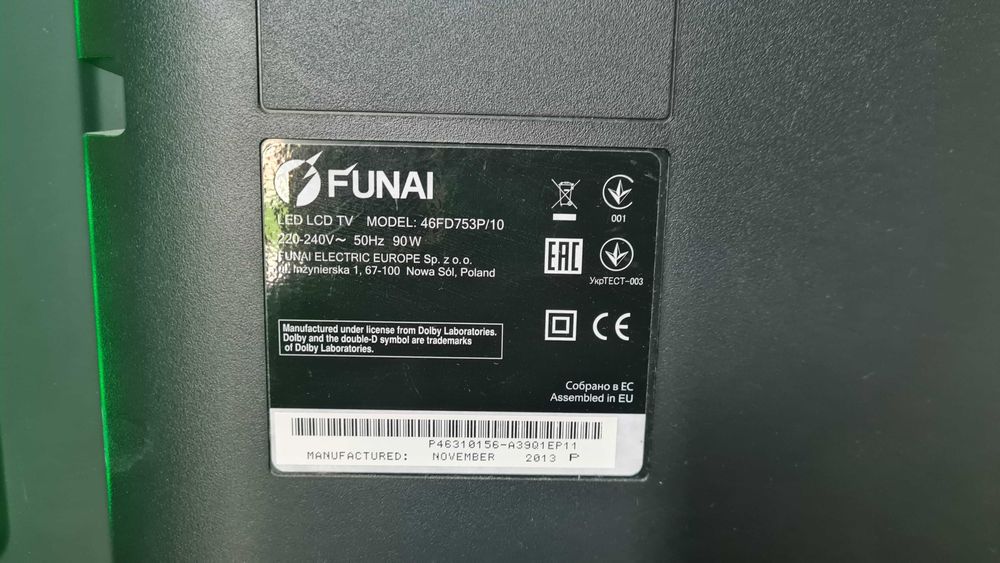 FUNAI
LED LCD TV MODEL: 46FD753P/10
220-240V~ 50Hz 90W
FUNAI ELECTRIC EUROPE Sp. z o.o.
ul. Inżynierska 1, 67-100 Nowa Sól, Poland
001
EAC
УкрТЕСТ-003
CE
Manufactured under license from Dolby Laboratories.
Dolby and the double-D symbol are trademarks
of Dolby Laboratories.
Собрано в ЕС
Assembled in EU
P46310156-A39Q1EP11
MANUFACTURED: NOVEMBER 2013 P